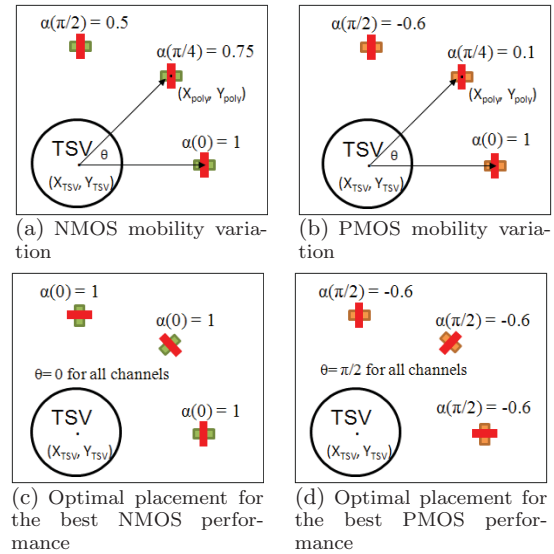 α(π/2) = 0.5
α(π/4) = 0.75
(Xpoly, Ypoly)
α(0) = 1
TSV
θ
(XTSV, YTSV)
(a) NMOS mobility varia-
tion
α(π/2) = -0.6
α(π/4) = 0.1
(Xpoly, Ypoly)
α(0) = 1
TSV
θ
(XTSV, YTSV)
(b) PMOS mobility varia-
tion
α(0) = 1
α(0) = 1
θ=0 for all channels
TSV
α(0) = 1
(XTSV, YTSV)
(c) Optimal placement for
the best NMOS perfor-
mance
α(π/2) = -0.6
α(π/2) = -0.6
θ=π/2 for all channels
TSV
α(π/2) = -0.6
(XTSV, YTSV)
(d) Optimal placement for
the best PMOS perfor-
mance